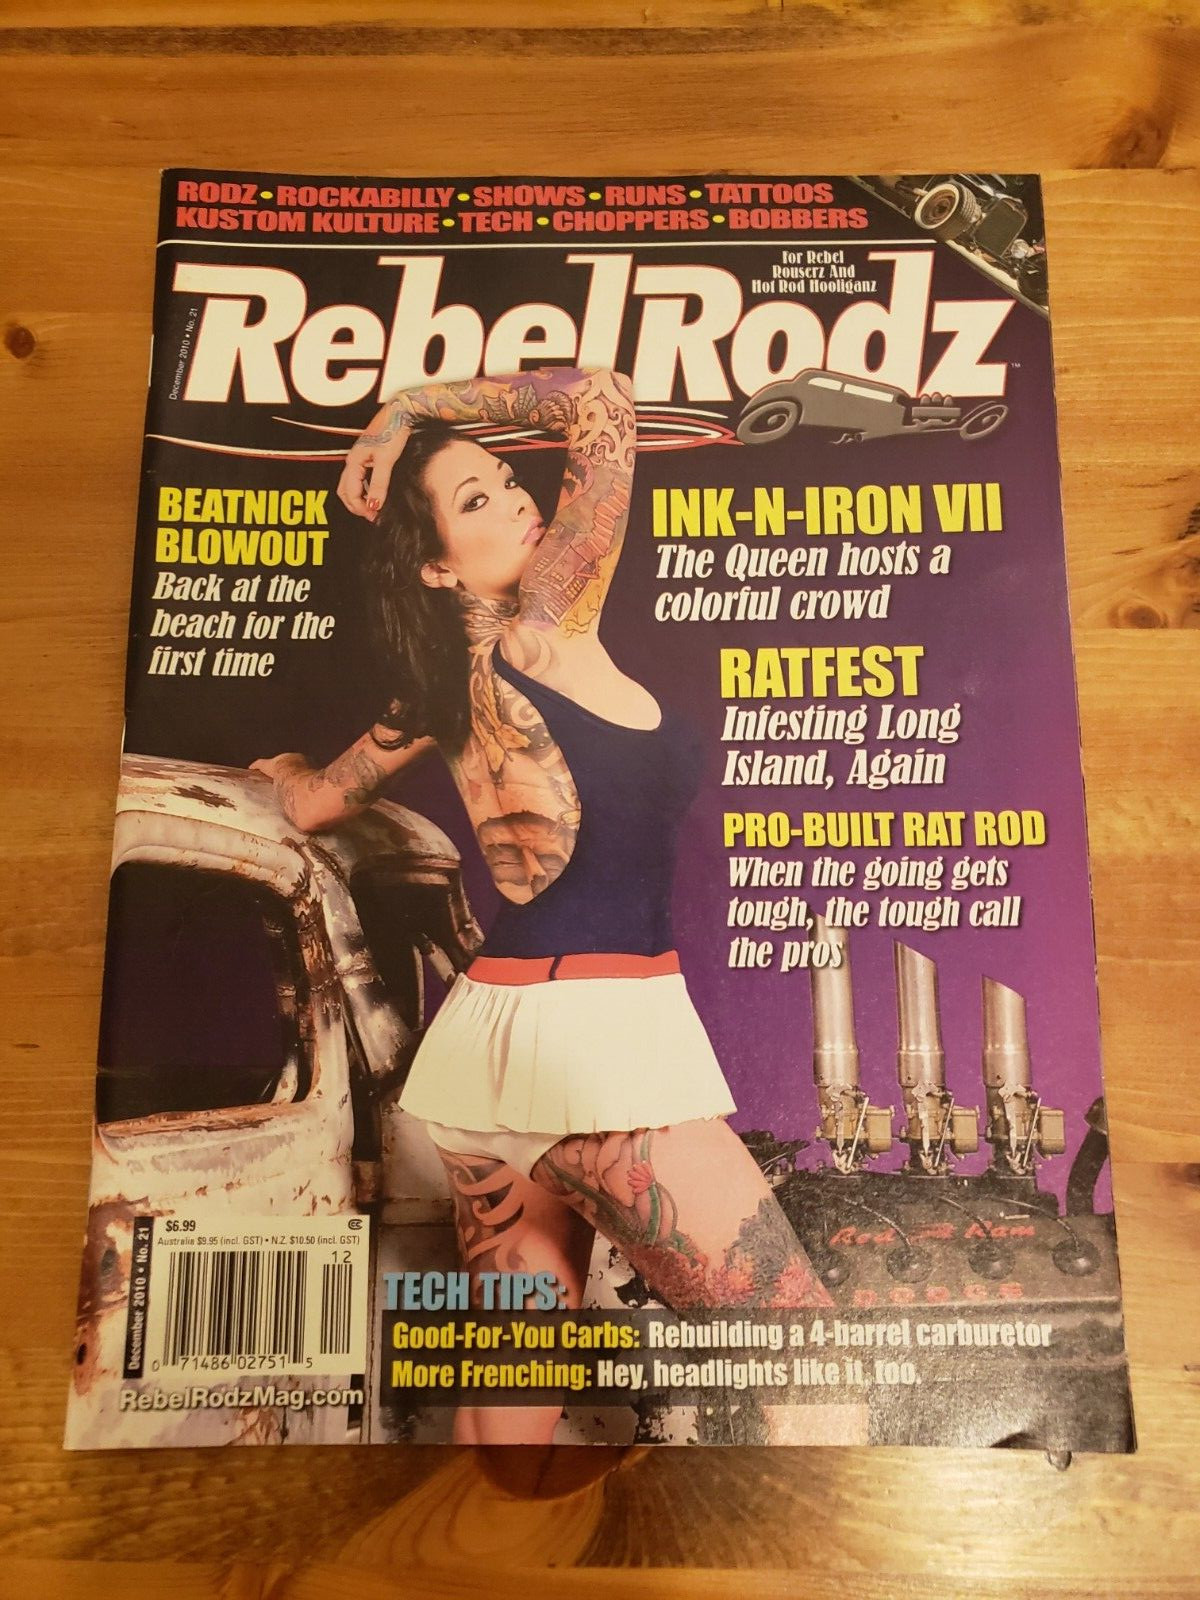 RODZ • ROCKABILLY • SHOWS • RUNS • TATTOOS
KUSTOM KULTURE • TECH • CHOPPERS • BOBBERS
For Rebel
Rouserz And
Hot Rod Hooliganz
RebelRodz™
December 2010 • No. 21
BEATNICK
BLOWOUT
Back at the
beach for the
first time
INK-N-IRON VII
The Queen hosts a
colorful crowd
RATFEST
Infesting Long
Island, Again
PRO-BUILT RAT ROD
When the going gets
tough, the tough call
the pros
Red Ram
DODGE
$6.99
Australia $9.95 (incl. GST) • N.Z. $10.50 (incl. GST)
December 2010 • No. 21
12
0 71486 02751 5
RebelRodzMag.com
TECH TIPS:
Good-For-You Carbs: Rebuilding a 4-barrel carburetor
More Frenching: Hey, headlights like it, too.